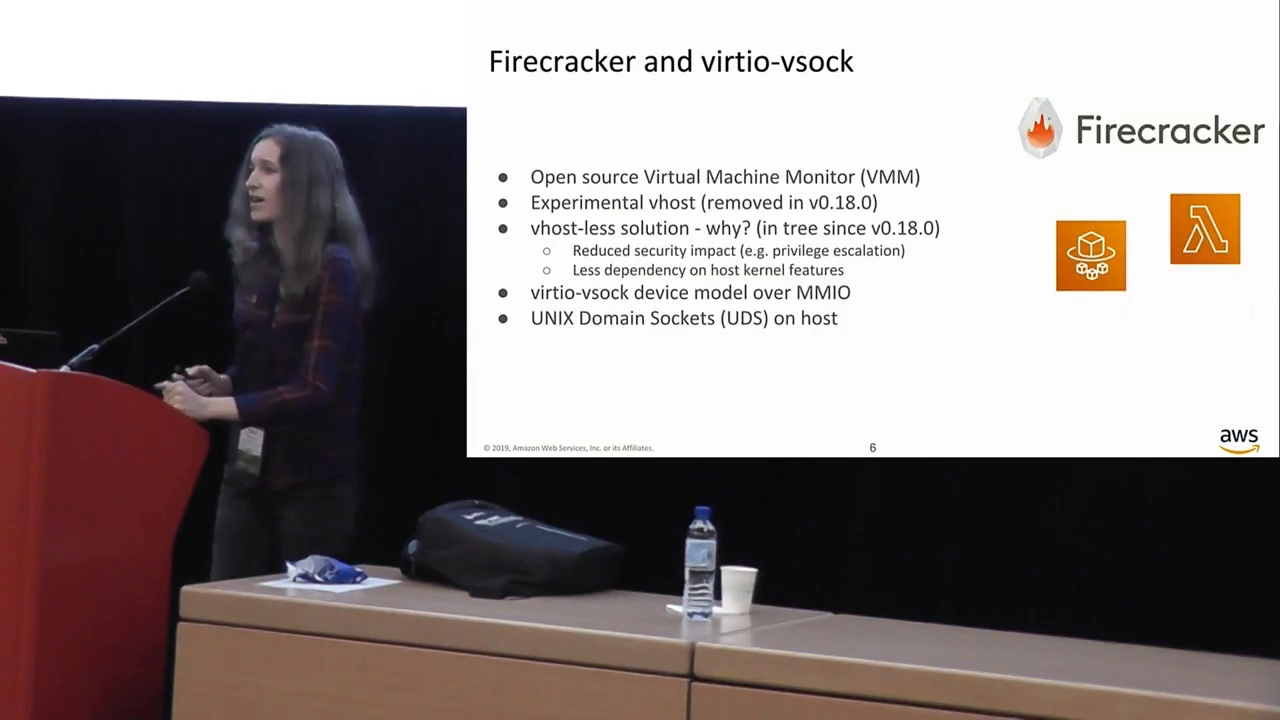 Firecracker and virtio-vsock
Firecracker
● Open source Virtual Machine Monitor (VMM)
● Experimental vhost (removed in v0.18.0)
● vhost-less solution - why? (in tree since v0.18.0)
○ Reduced security impact (e.g. privilege escalation)
○ Less dependency on host kernel features
● virtio-vsock device model over MMIO
● UNIX Domain Sockets (UDS) on host
© 2019, Amazon Web Services, Inc. or its Affiliates.
6
aws